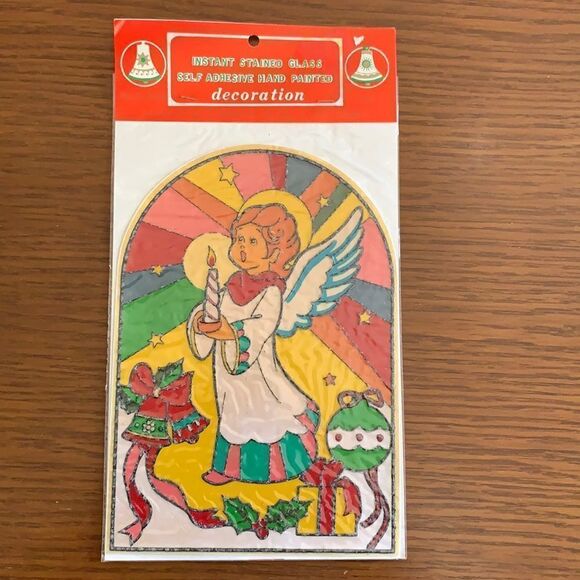 INSTANT STAINED GLASS
SELF ADHESIVE HAND PAINTED
decoration